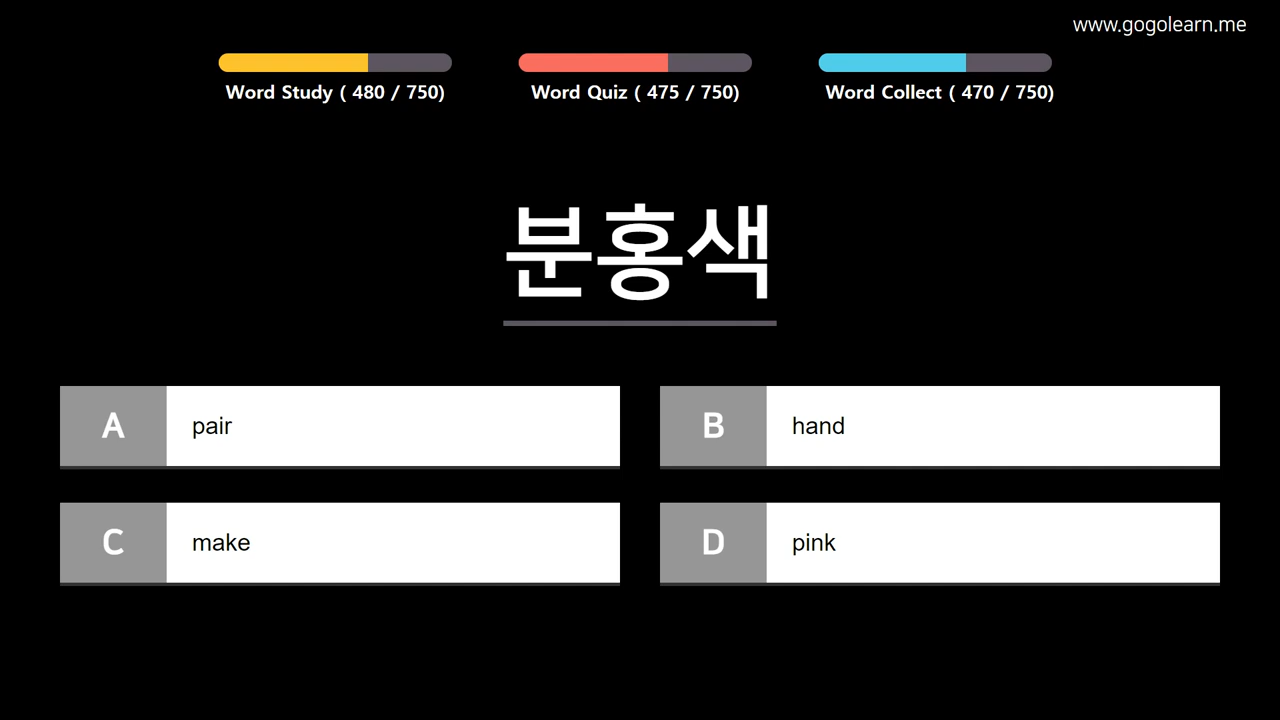 www.gogolearn.me
Word Study ( 480 / 750)
Word Quiz ( 475 / 750)
Word Collect ( 470 / 750)
분홍색
A pair
B hand
C make
D pink